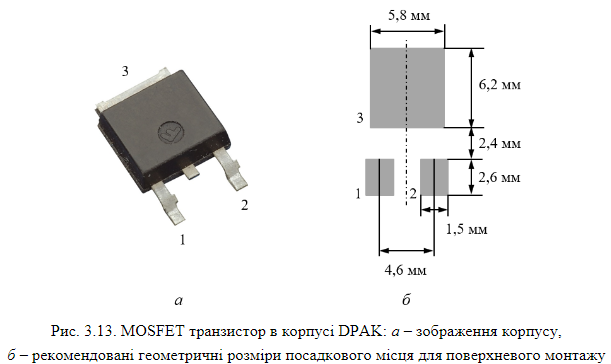 5,8 мм
3
6,2 мм
3
2,4 мм
1
2
2,6 мм
2
1
1,5 мм
4,6 мм
а
б
Рис. 3.13. MOSFET транзистор в корпусі DPAK: а – зображення корпусу,
б – рекомендовані геометричні розміри посадкового місця для поверхневого монтажу